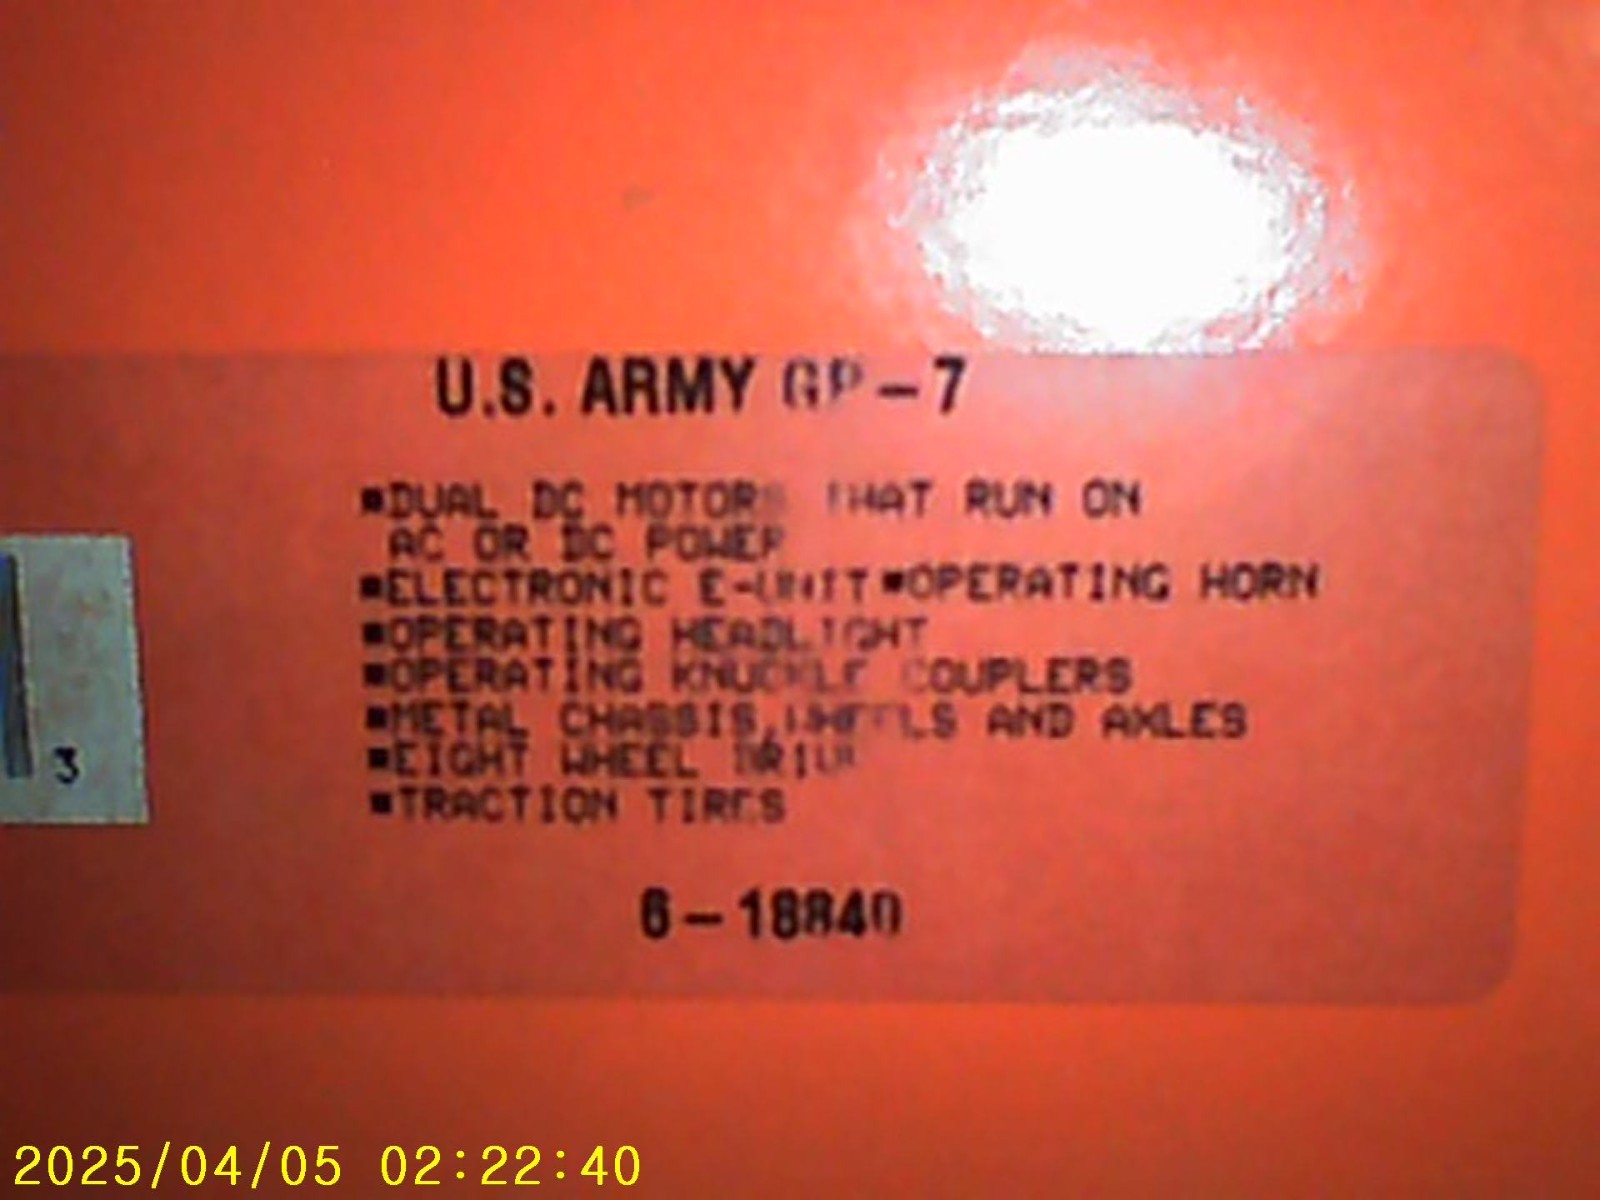 U.S. ARMY GP-7
■DUAL DC MOTORS THAT RUN ON
AC OR DC POWER
■ELECTRONIC E-UNIT ■OPERATING HORN
■OPERATING HEADLIGHT
■OPERATING KNUCKLE COUPLERS
■METAL CHASSIS, WHEELS AND AXLES
■EIGHT WHEEL DRIVE
■TRACTION TIRES
6-18840
3
2025/04/05 02:22:40